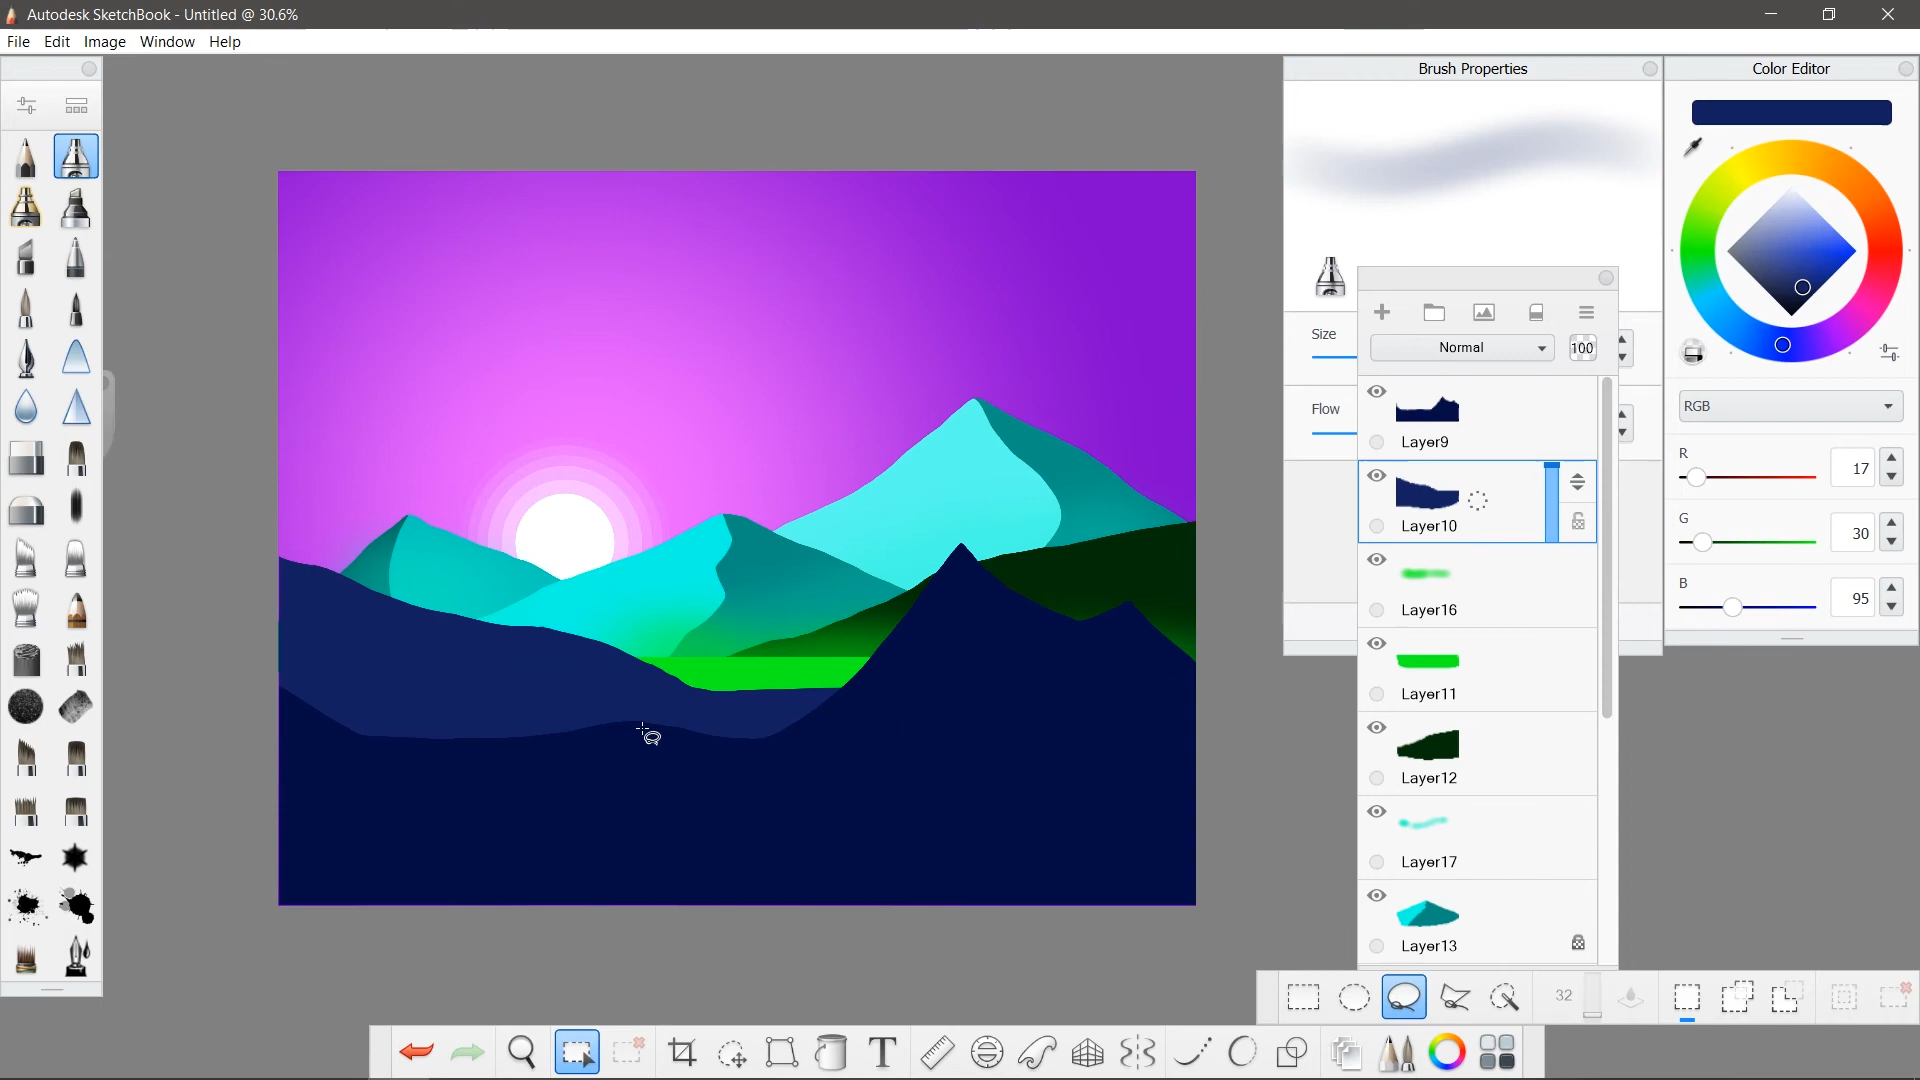 Autodesk SketchBook - Untitled @ 30.6%
File Edit Image Window Help
Brush Properties
Color Editor
Size
Normal
100
Flow
RGB
Layer9
R
17
Layer10
G
30
B
95
Layer16
Layer11
Layer12
Layer17
Layer13
32
T